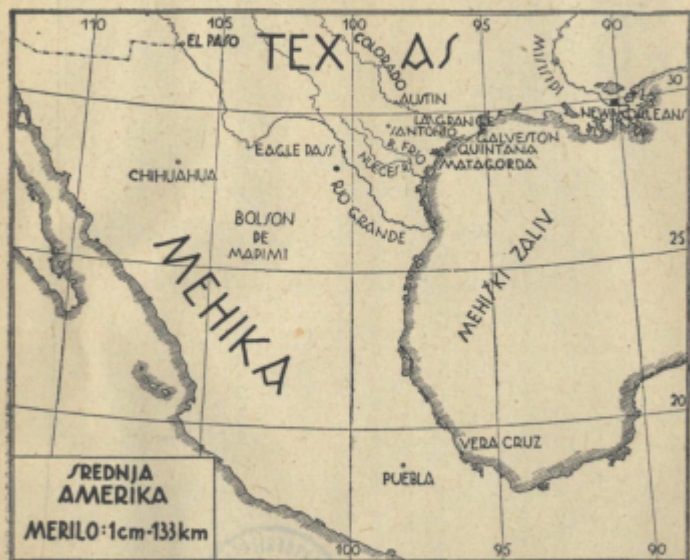 110
105
100
95
90
EL PASO
TEXAS
COLORADO
MISSISIPI
30
AUSTIN
LA GRANGE
NEW ORLEANS
S ANTONIO
GALVESTON
EAGLE PASS
R. FRIO
QUINTANA
NUECES
MATAGORDA
CHIHUAHUA
RIO GRANDE
BOLSON
DE
MAPIMI
25
MEHIKA
MEHIŠKI ZALIV
20
VERA CRUZ
PUEBLA
SREDNJA
AMERIKA
MERILO: 1cm-133km
100
95
90